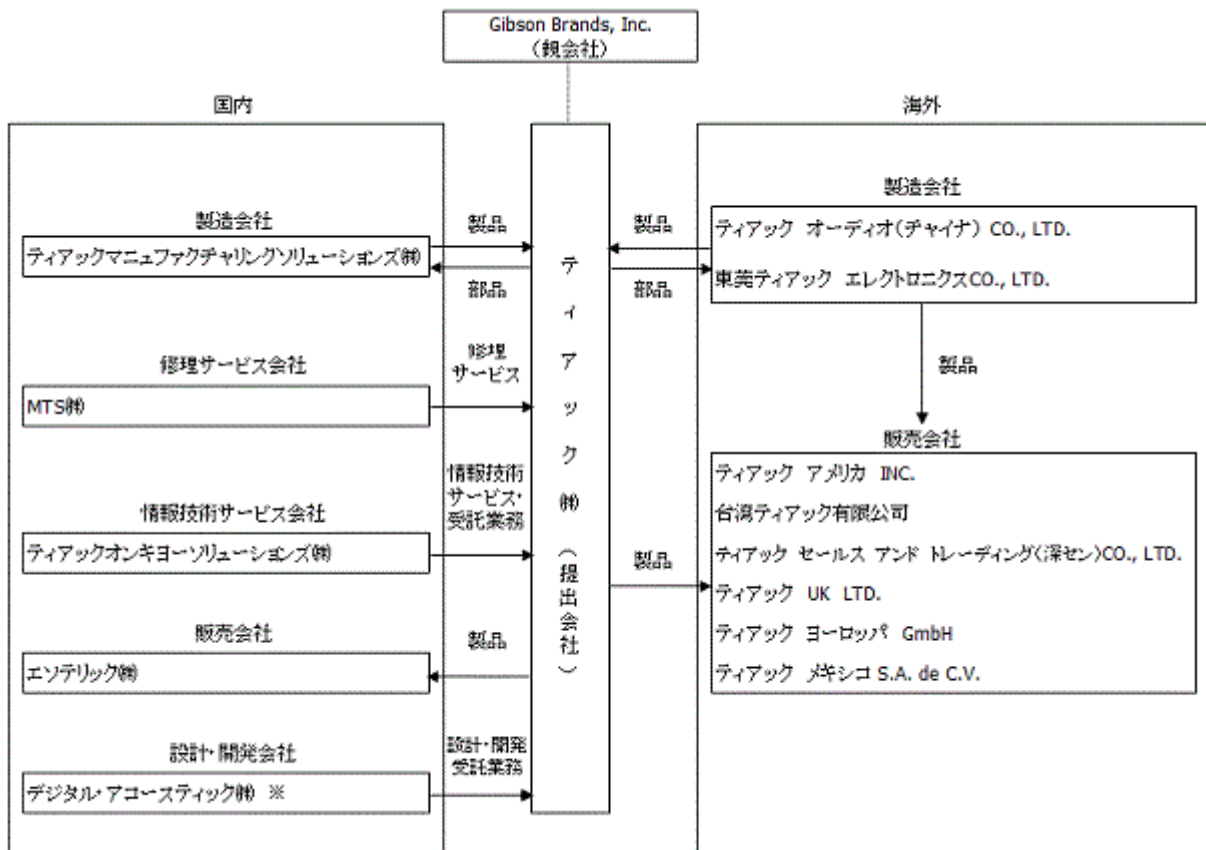 Gibson Brands, Inc.
（親会社）
国内
海外
製造会社
ティアックマニュファクチャリングソリューションズ㈱
製品
部品
修理サービス会社
MTS㈱
修理
サービス
情報技術サービス会社
ティアックオンキヨーソリューションズ㈱
情報技術
サービス・
受託業務
販売会社
エソテリック㈱
製品
設計・開発会社
デジタル・アコースティック㈱ ※
設計・開発
受託業務
ティアック㈱（提出会社）
製品
部品
製品
製造会社
ティアック オーディオ（チャイナ） CO., LTD.
東莞ティアック エレクトロニクスCO., LTD.
製品
販売会社
ティアック アメリカ INC.
台湾ティアック有限公司
ティアック セールス アンド トレーディング（深セン）CO., LTD.
ティアック UK LTD.
ティアック ヨーロッパ GmbH
ティアック メキシコ S.A. de C.V.